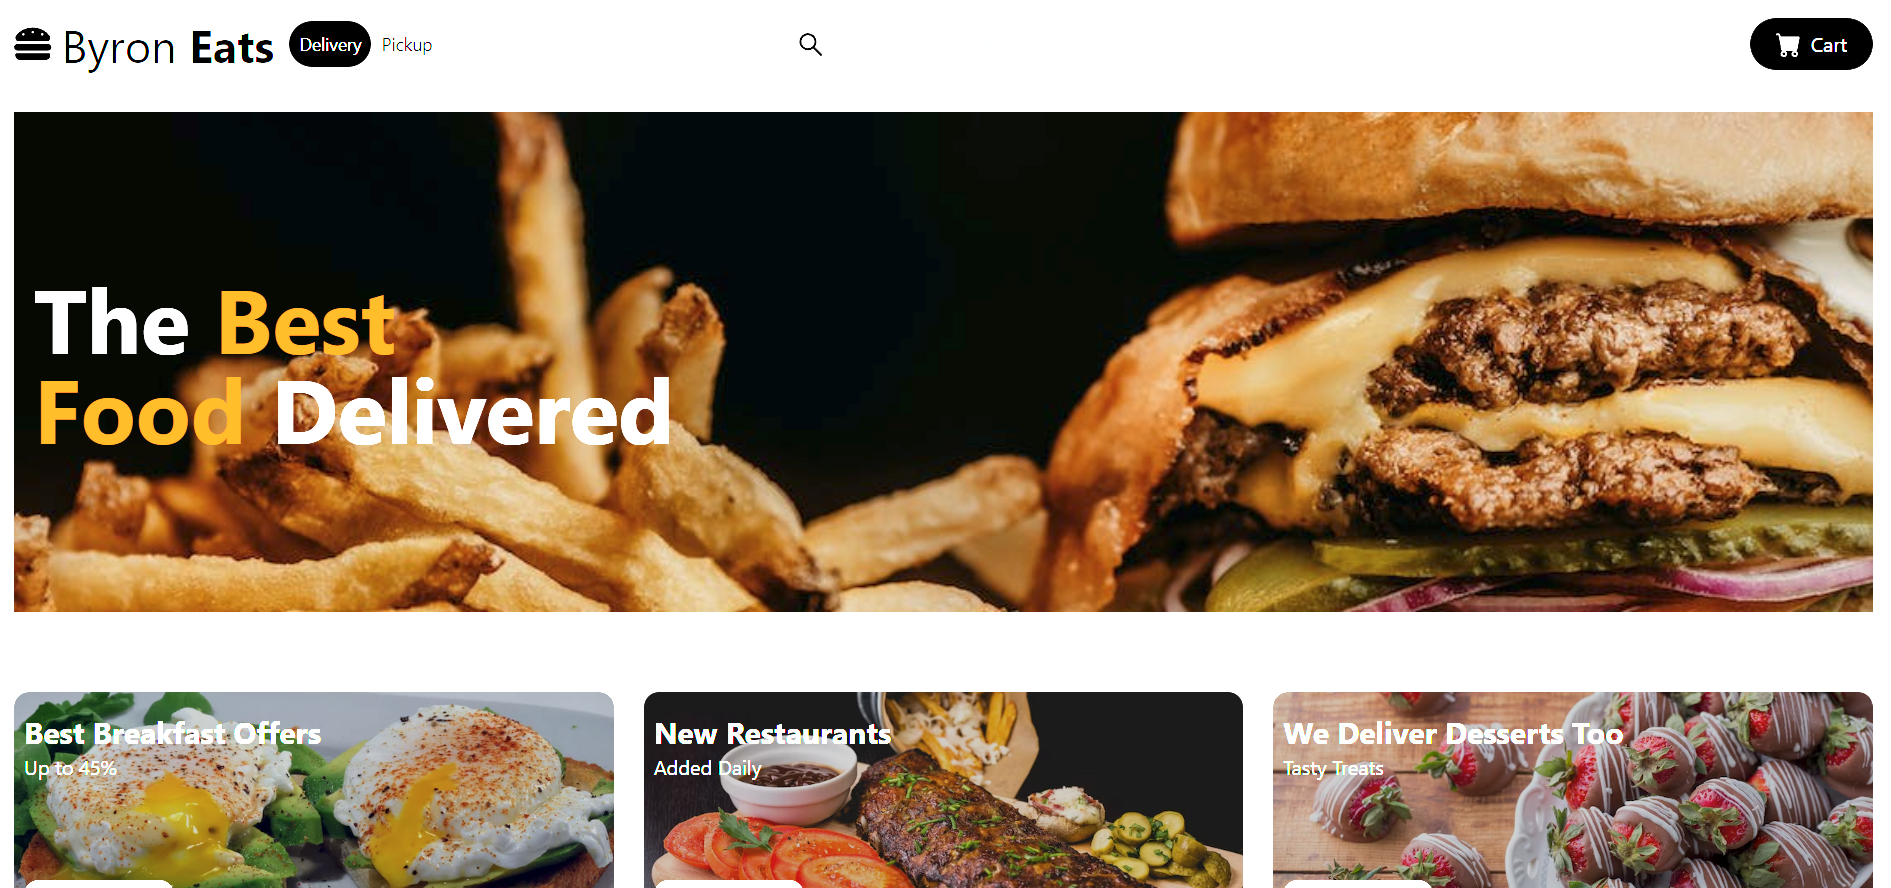 Byron Eats Delivery Pickup Cart
The Best
Food Delivered
Best Breakfast Offers
Up to 45%
New Restaurants
Added Daily
We Deliver Desserts Too
Tasty Treats